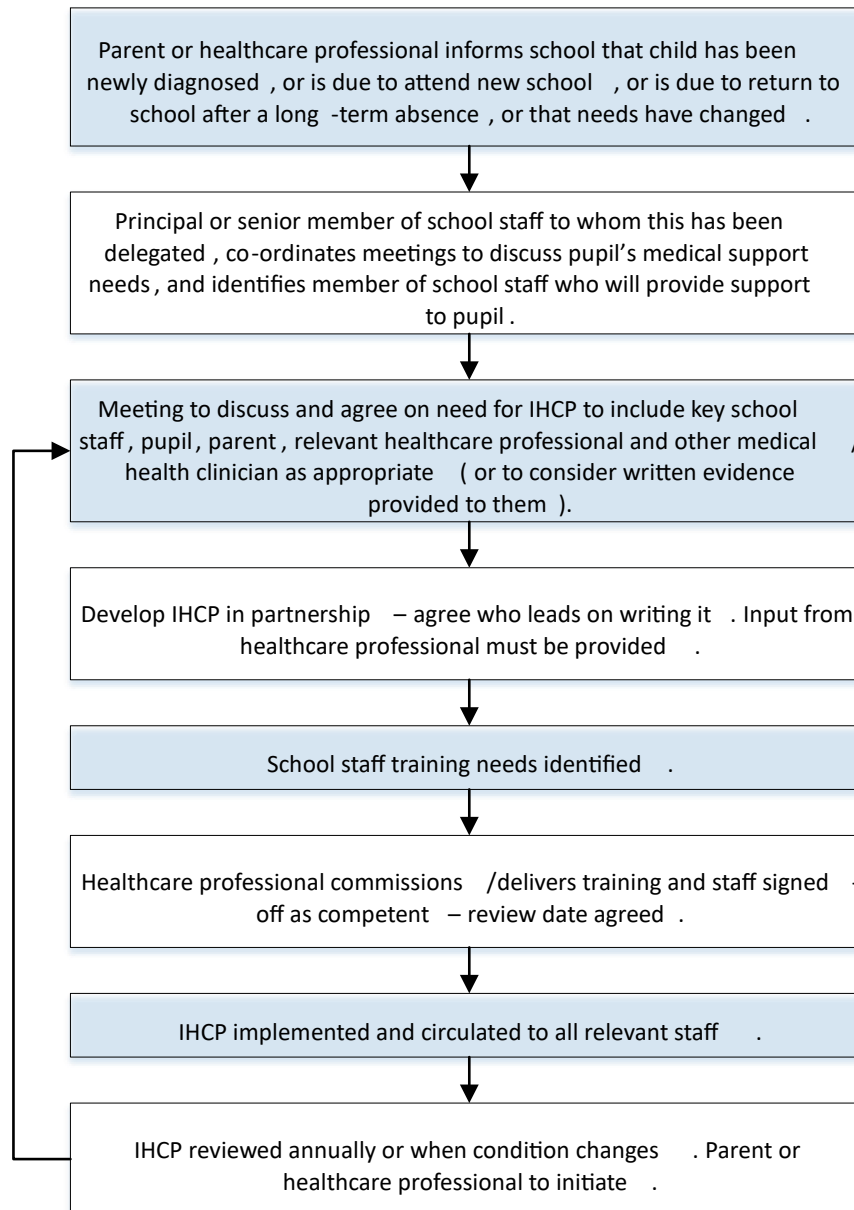 Parent or healthcare professional informs school that child has been
newly diagnosed , or is due to attend new school , or is due to return to
school after a long -term absence , or that needs have changed .
Principal or senior member of school staff to whom this has been
delegated , co-ordinates meetings to discuss pupil’s medical support
needs , and identifies member of school staff who will provide support
to pupil .
Meeting to discuss and agree on need for IHCP to include key school
staff , pupil , parent , relevant healthcare professional and other medical /
health clinician as appropriate ( or to consider written evidence
provided to them ).
Develop IHCP in partnership – agree who leads on writing it . Input from
healthcare professional must be provided .
School staff training needs identified .
Healthcare professional commissions /delivers training and staff signed -
off as competent – review date agreed .
IHCP implemented and circulated to all relevant staff .
IHCP reviewed annually or when condition changes . Parent or
healthcare professional to initiate .